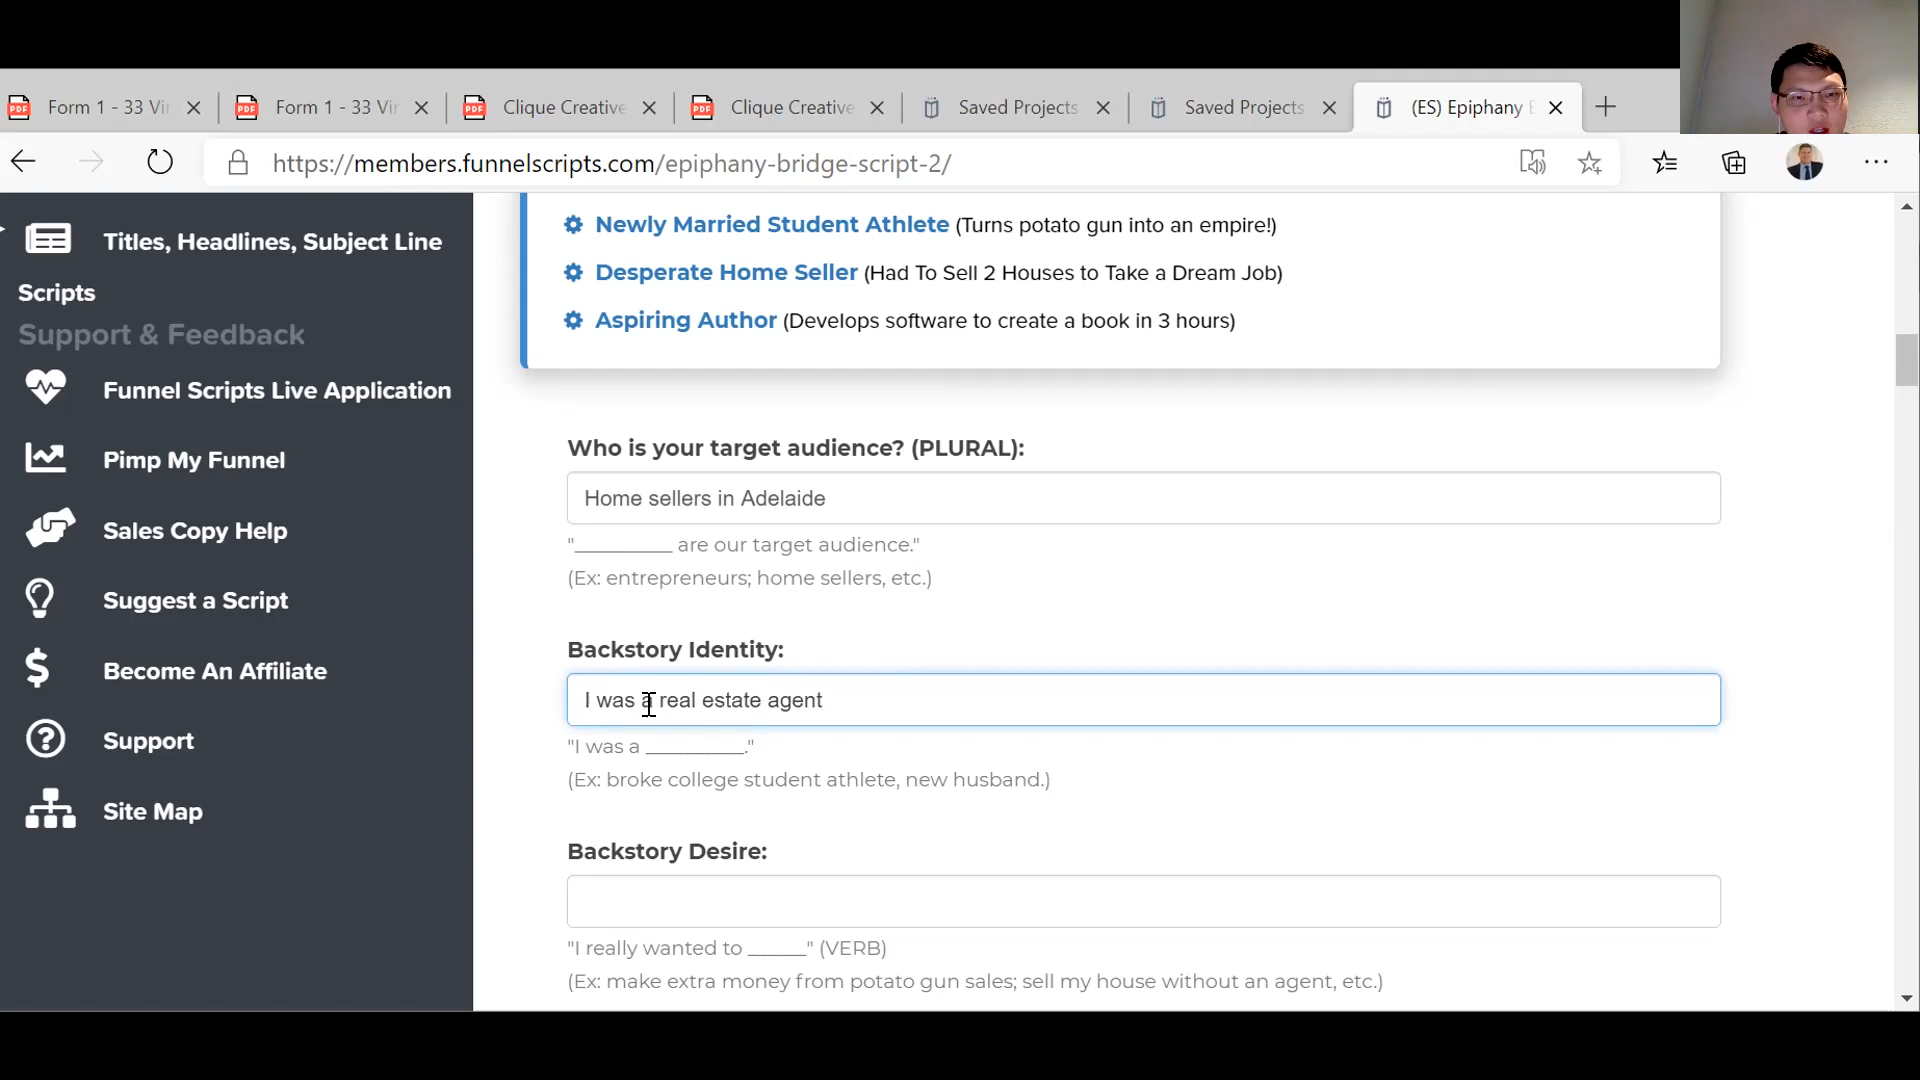 Form 1 - 33 Vir
Form 1 - 33 Vir
Clique Creative
Clique Creative
Saved Projects
Saved Projects
(ES) Epiphany
https://members.funnelscripts.com/epiphany-bridge-script-2/
Titles, Headlines, Subject Line
Scripts
Support & Feedback
Funnel Scripts Live Application
Pimp My Funnel
Sales Copy Help
Suggest a Script
Become An Affiliate
Support
Site Map
Newly Married Student Athlete (Turns potato gun into an empire!)
Desperate Home Seller (Had To Sell 2 Houses to Take a Dream Job)
Aspiring Author (Develops software to create a book in 3 hours)
Who is your target audience? (PLURAL):
Home sellers in Adelaide
"__________ are our target audience."
(Ex: entrepreneurs; home sellers, etc.)
Backstory Identity:
I was a real estate agent
"I was a __________."
(Ex: broke college student athlete, new husband.)
Backstory Desire:
"I really wanted to ______" (VERB)
(Ex: make extra money from potato gun sales; sell my house without an agent, etc.)